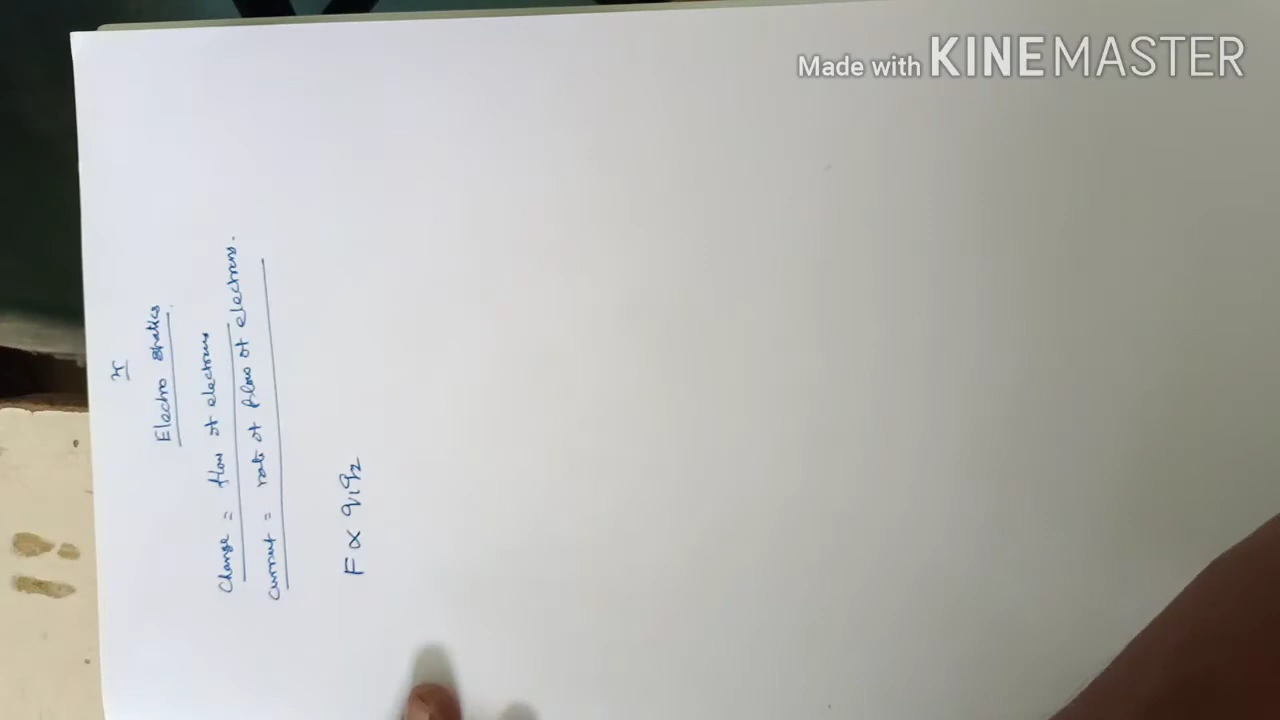 Made with KINEMASTER
Electro statics
Charge = flow of electrons
Current = rate of flow of electrons.
F ∝ q₁q₂